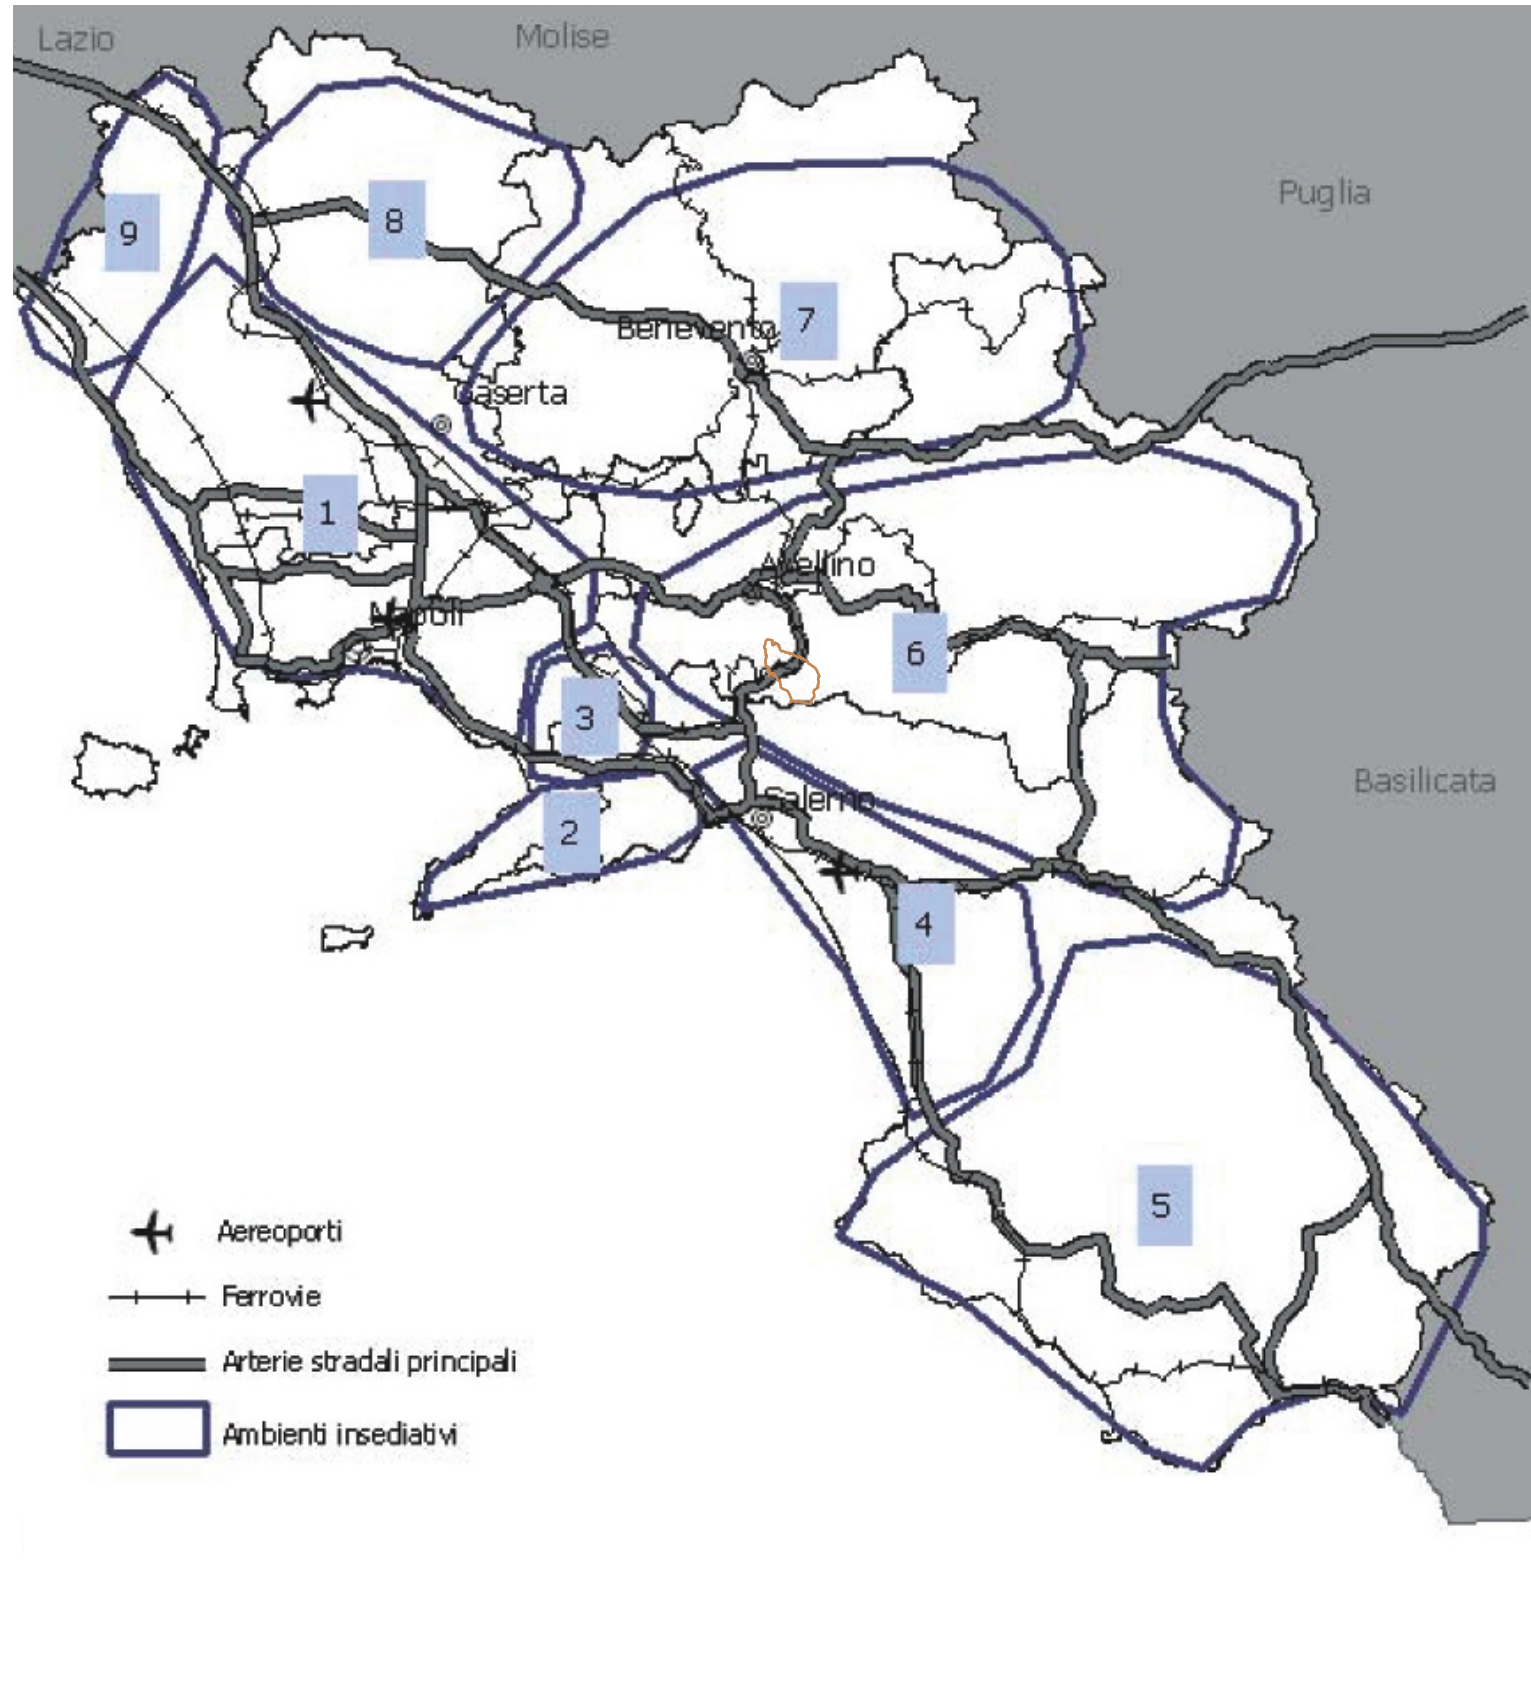 Lazio
Molise
Puglia
9
8
7
Benevento
Caserta
1
Avellino
Napoli
6
3
Basilicata
Salerno
2
4
5
Aereoporti
Ferrovie
Arterie stradali principali
Ambienti insediativi